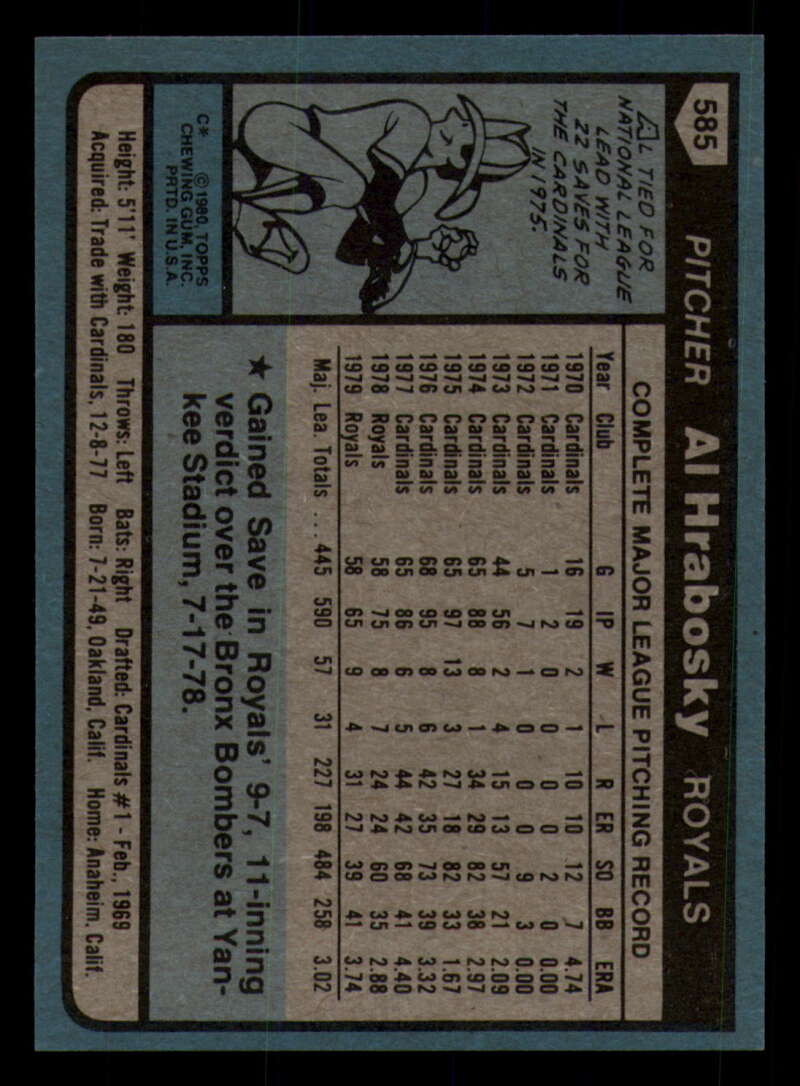 585 PITCHER Al Hrabosky ROYALS
AL TIED FOR
NATIONAL LEAGUE
LEAD WITH
22 SAVES FOR
THE CARDINALS
IN 1975.
C* © 1980 TOPPS
CHEWING GUM, INC.
PRTD. IN U.S.A.
COMPLETE MAJOR LEAGUE PITCHING RECORD
Year Club G IP W L R ER SO BB ERA
1970 Cardinals 16 19 2 1 10 10 12 7 4.74
1971 Cardinals 1 2 0 0 0 0 2 0 0.00
1972 Cardinals 5 7 1 0 0 0 9 3 0.00
1973 Cardinals 44 56 2 4 15 13 57 21 2.09
1974 Cardinals 65 88 8 1 34 29 82 38 2.97
1975 Cardinals 65 97 13 3 27 18 82 33 1.67
1976 Cardinals 68 95 8 6 42 35 73 39 3.32
1977 Cardinals 65 86 6 5 44 42 68 41 4.40
1978 Royals 58 75 8 7 24 24 60 35 2.88
1979 Royals 58 65 9 4 31 27 39 41 3.74
Maj. Lea. Totals ... 445 590 57 31 227 198 484 258 3.02
★ Gained Save in Royals' 9-7, 11-inning
verdict over the Bronx Bombers at Yan-
kee Stadium, 7-17-78.
Height: 5'11' Weight: 180 Throws: Left Bats: Right Drafted: Cardinals #1 - Feb., 1969
Acquired: Trade with Cardinals, 12-8-77 Born: 7-21-49, Oakland, Calif. Home: Anaheim, Calif.